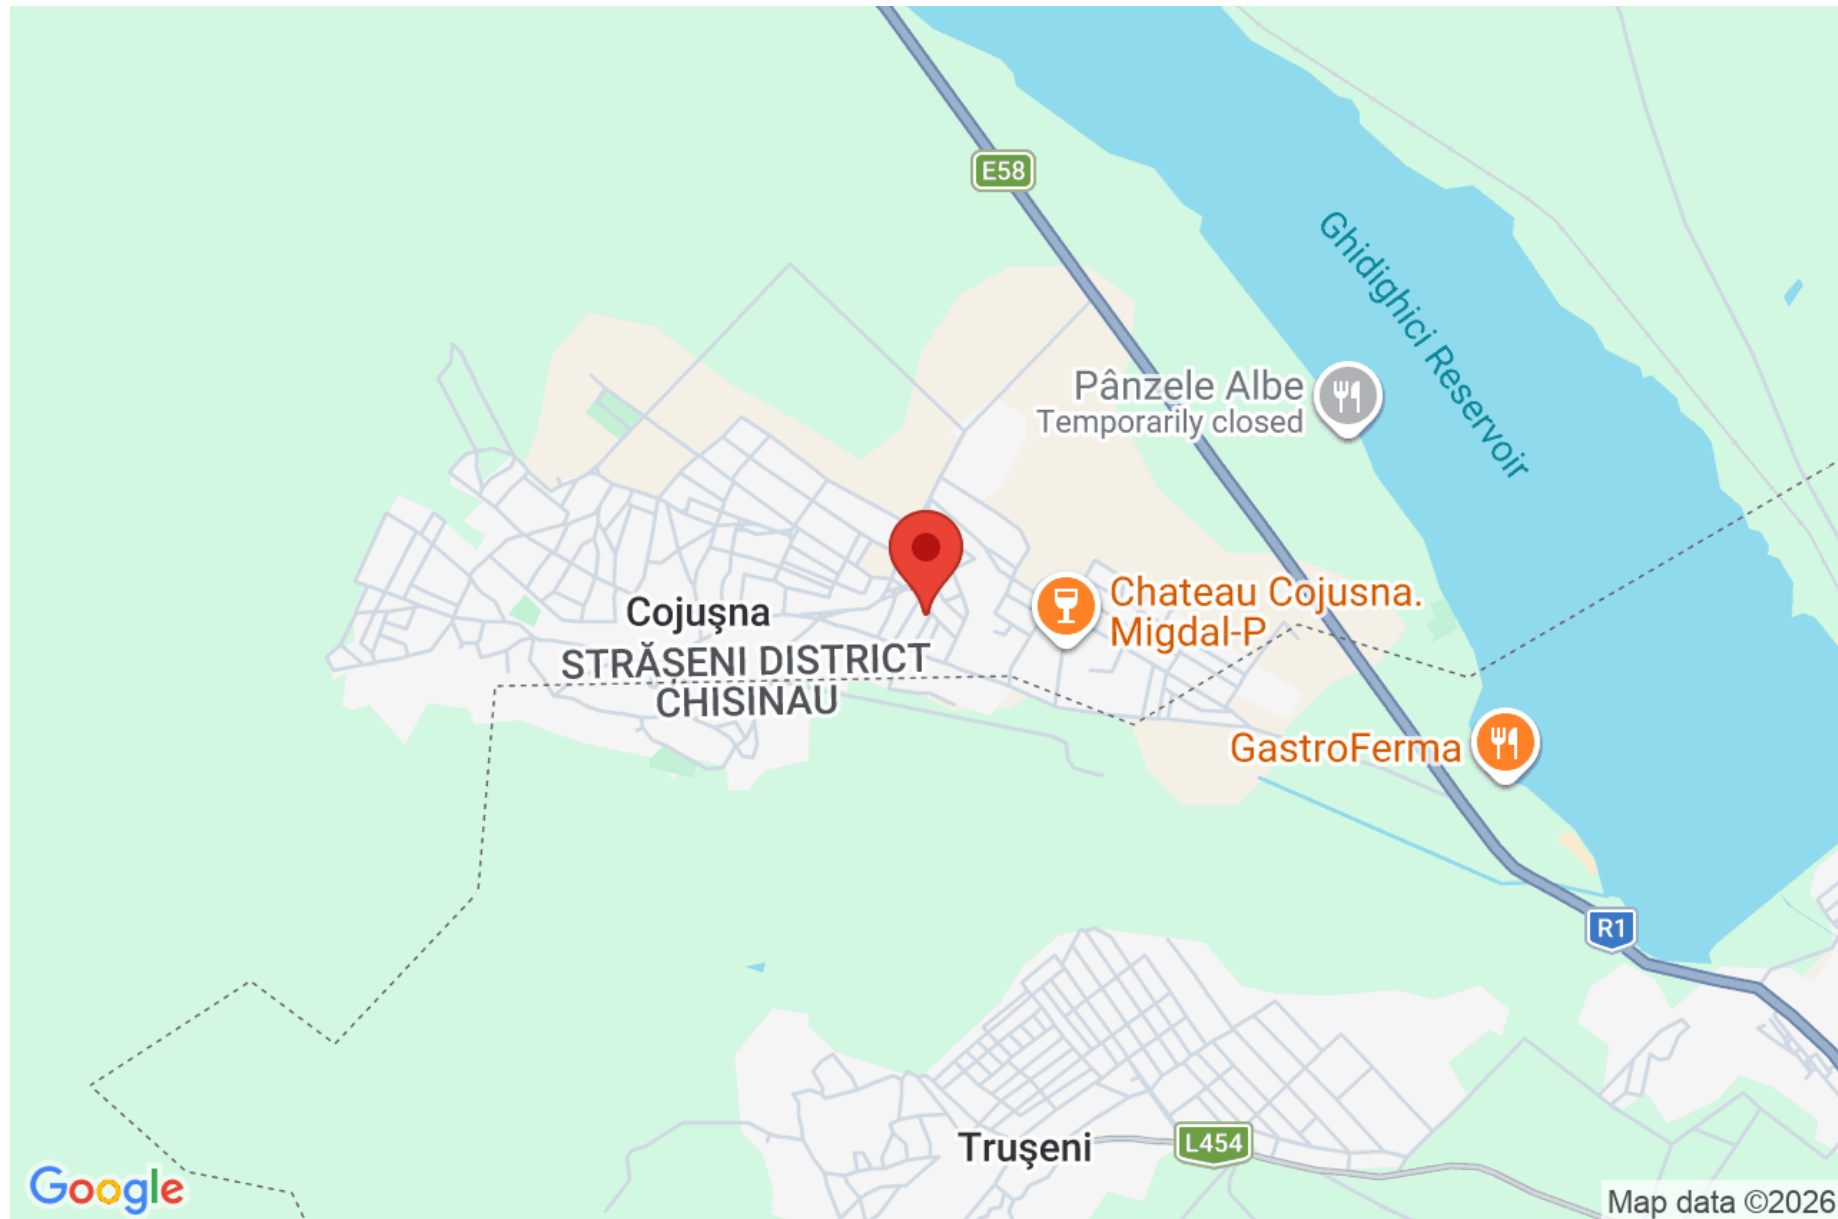 E58
Ghidighici Reservoir
Pânzele Albe
Temporarily closed
Chateau Cojusna.
Migdal-P
Cojuşna
STRĂȘENI DISTRICT
CHISINAU
GastroFerma
R1
Truşeni
L454
Google
Map data ©2026